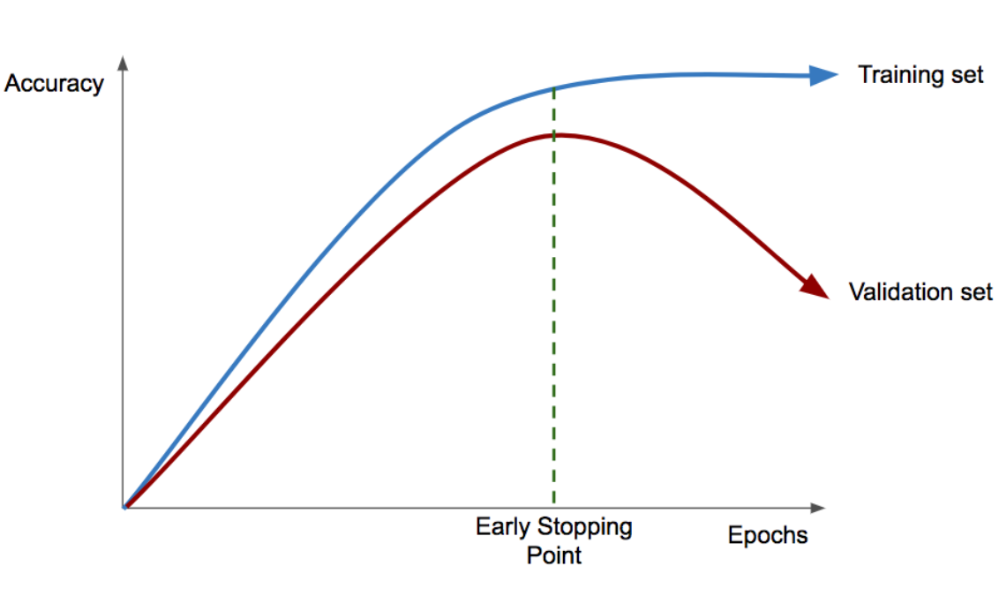 Accuracy
Training set
Validation set
Early Stopping
Point
Epochs